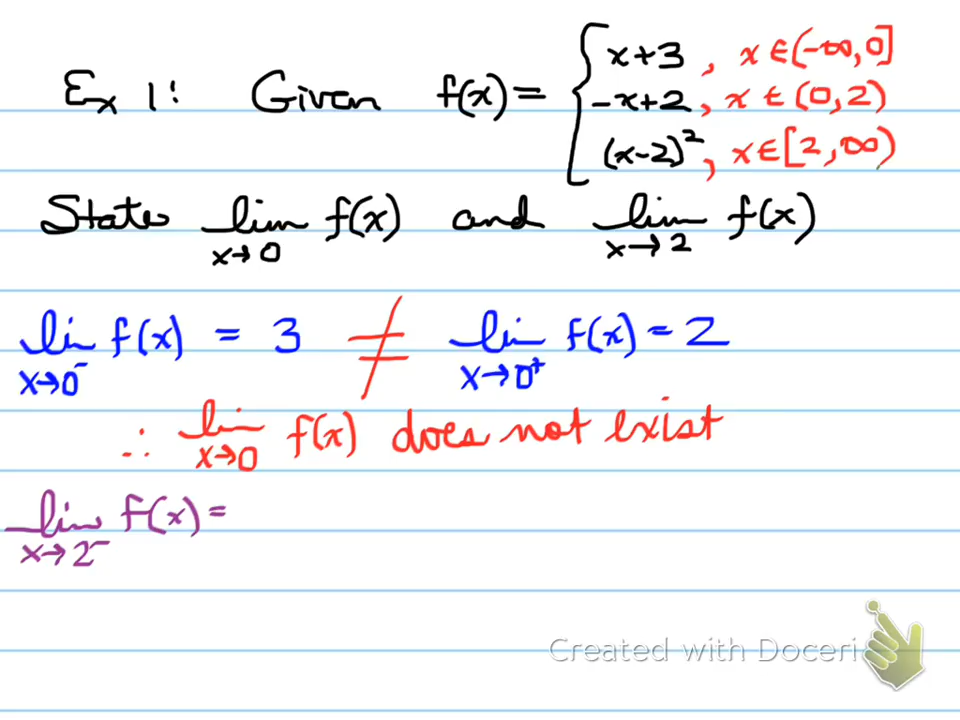 Ex 1: Given f(x) = { x+3 , x ∈ (-∞, 0]
-x+2 , x ∈ (0, 2)
(x-2)² , x ∈ [2, ∞)
State lim x→0 f(x) and lim x→2 f(x)
lim x→0⁻ f(x) = 3 ≠ lim x→0⁺ f(x) = 2
∴ lim x→0 f(x) does not exist
lim x→2⁻ f(x) =
Created with Doceri